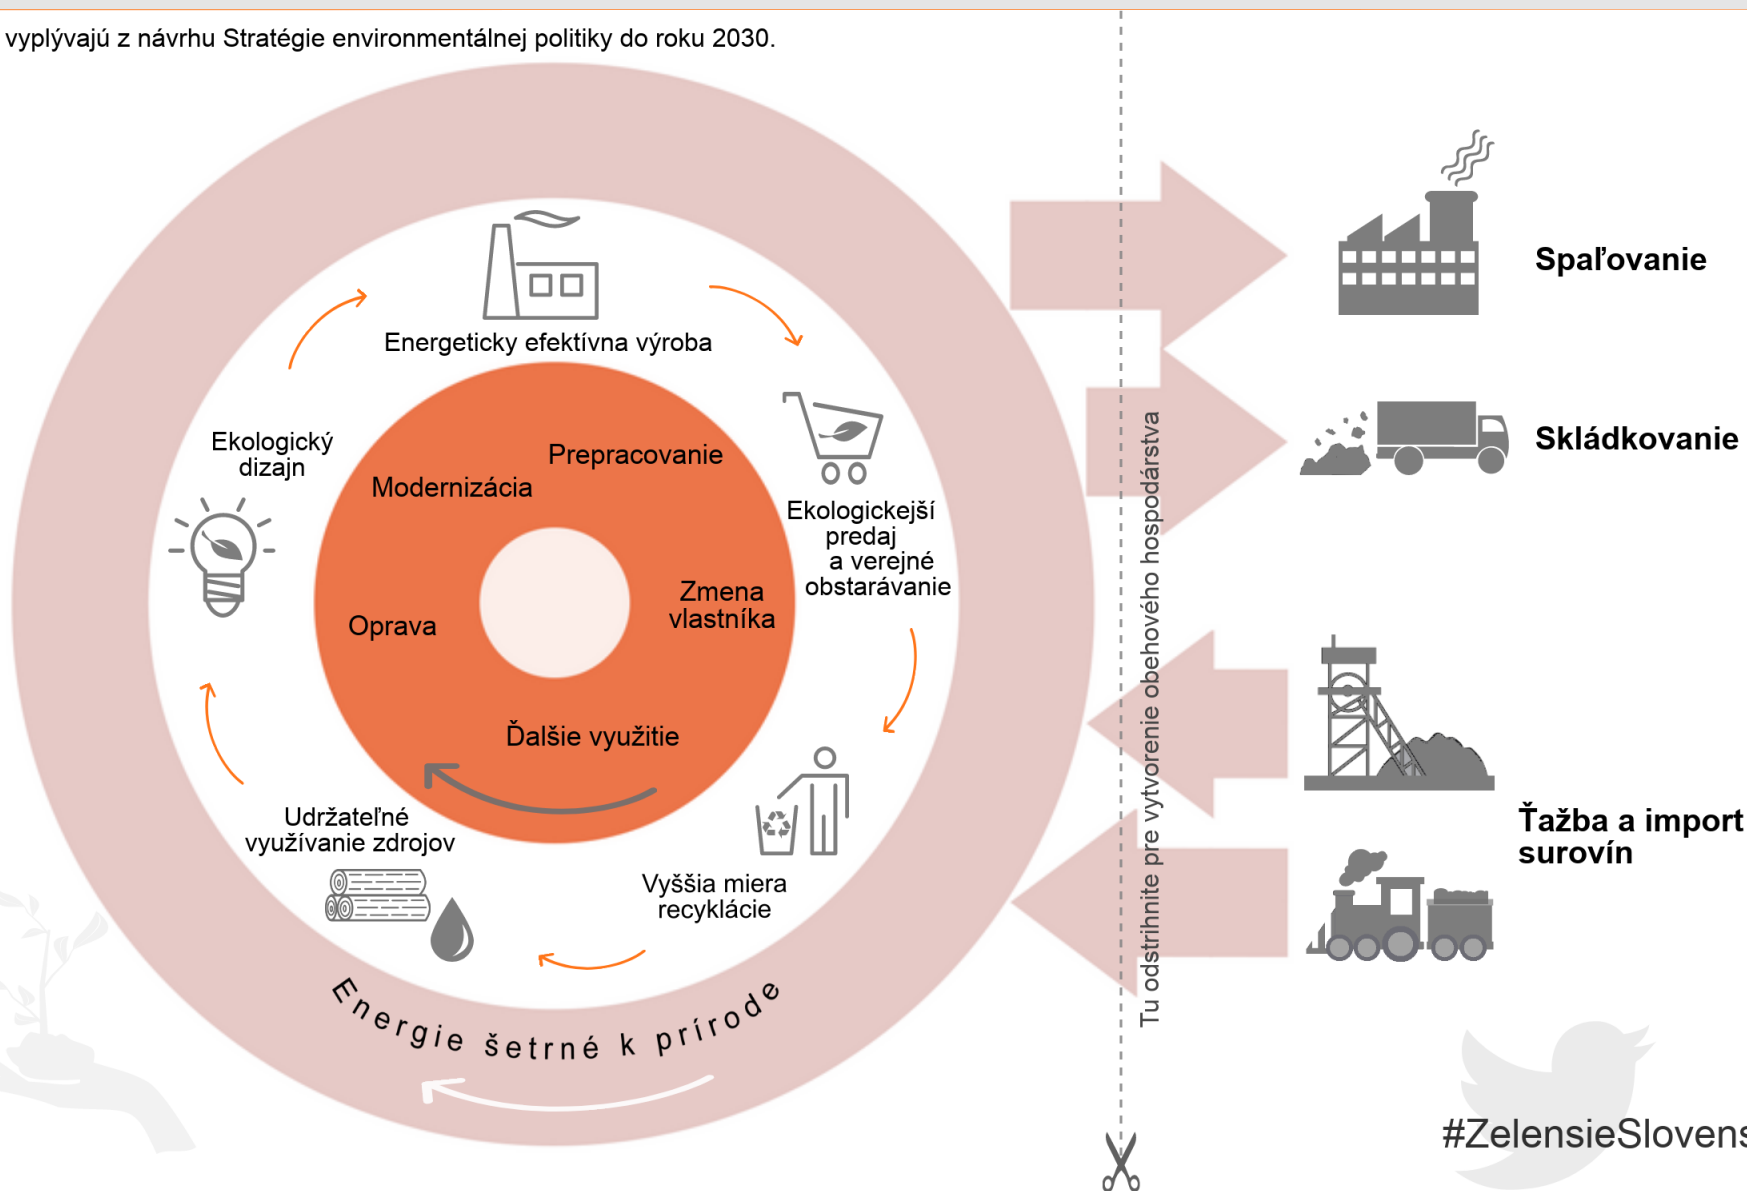 vyplývajú z návrhu Stratégie environmentálnej politiky do roku 2030.
Energeticky efektívna výroba
Ekologický
dizajn
Modernizácia
Prepracovanie
Ekologickejší
predaj
a verejné
obstarávanie
Zmena
vlastníka
Oprava
Ďalšie využitie
Udržateľné
využívanie zdrojov
Vyššia miera
recyklácie
Energie šetrné k prírode
Tu odstrihnite pre vytvorenie obehového hospodárstva
Spaľovanie
Skládkovanie
Ťažba a import
surovín
#ZelensieSlovens